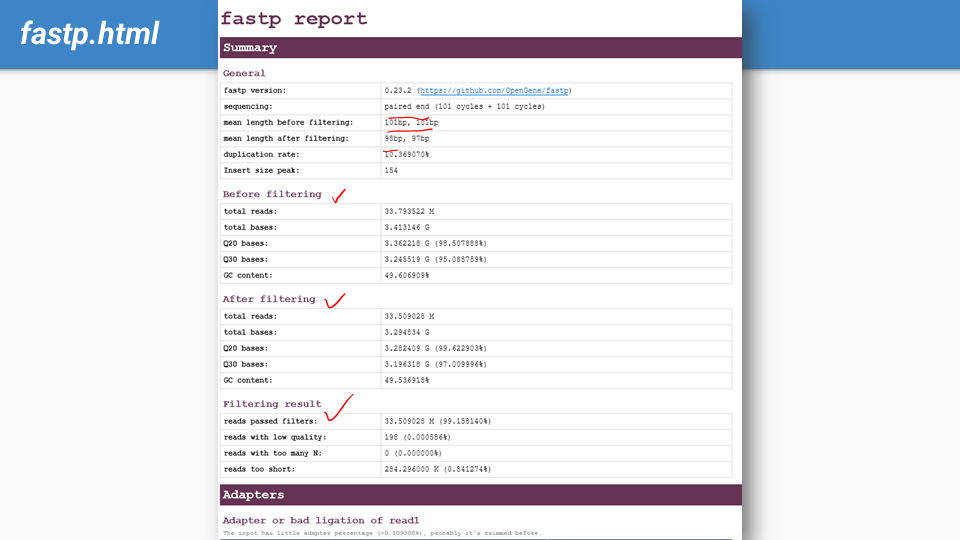 fastp.html
fastp report
Summary
General
fastp version: 0.23.2 (https://github.com/OpenGene/fastp)
sequencing: paired end (101 cycles + 101 cycles)
mean length before filtering: 101bp, 101bp
mean length after filtering: 98bp, 97bp
duplication rate: 10.369070%
Insert size peak: 154
Before filtering
total reads: 33.793522 M
total bases: 3.413146 G
Q20 bases: 3.362218 G (98.507888%)
Q30 bases: 3.245519 G (95.088789%)
GC content: 49.606909%
After filtering
total reads: 33.509028 M
total bases: 3.294834 G
Q20 bases: 3.282409 G (99.622903%)
Q30 bases: 3.196318 G (97.009996%)
GC content: 49.536918%
Filtering result
reads passed filters: 33.509028 M (99.158140%)
reads with low quality: 198 (0.000586%)
reads with too many N: 0 (0.000000%)
reads too short: 284.296000 K (0.841274%)
Adapters
Adapter or bad ligation of read1
The input has little adapter percentage (~0.109308%), probably it's trimmed before.